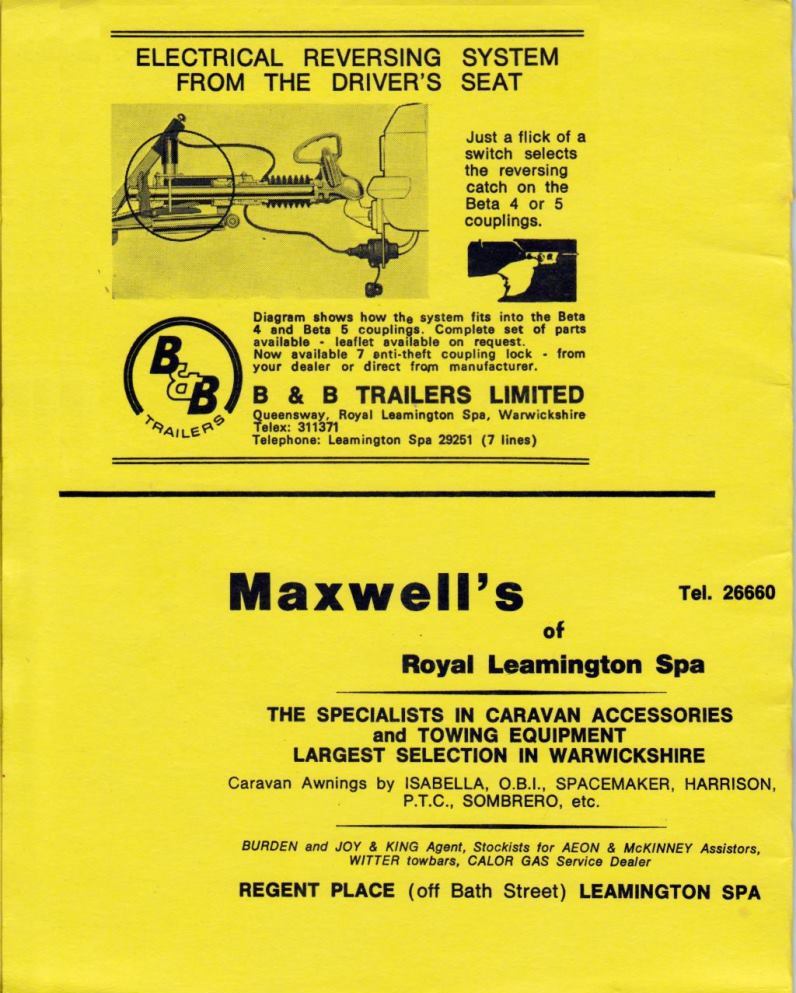 ELECTRICAL REVERSING SYSTEM
FROM THE DRIVER'S SEAT
Just a flick of a
switch selects
the reversing
catch on the
Beta 4 or 5
couplings.
Diagram shows how the system fits into the Beta
4 and Beta 5 couplings. Complete set of parts
available - leaflet available on request.
Now available 7 anti-theft coupling lock - from
your dealer or direct from manufacturer.
B & B
TRAILERS
B & B TRAILERS LIMITED
Queensway, Royal Leamington Spa, Warwickshire
Telex: 311371
Telephone: Leamington Spa 29251 (7 lines)
Maxwell's
Tel. 26660
of
Royal Leamington Spa
THE SPECIALISTS IN CARAVAN ACCESSORIES
and TOWING EQUIPMENT
LARGEST SELECTION IN WARWICKSHIRE
Caravan Awnings by ISABELLA, O.B.I., SPACEMAKER, HARRISON,
P.T.C., SOMBRERO, etc.
BURDEN and JOY & KING Agent, Stockists for AEON & McKINNEY Assistors,
WITTER towbars, CALOR GAS Service Dealer
REGENT PLACE (off Bath Street) LEAMINGTON SPA